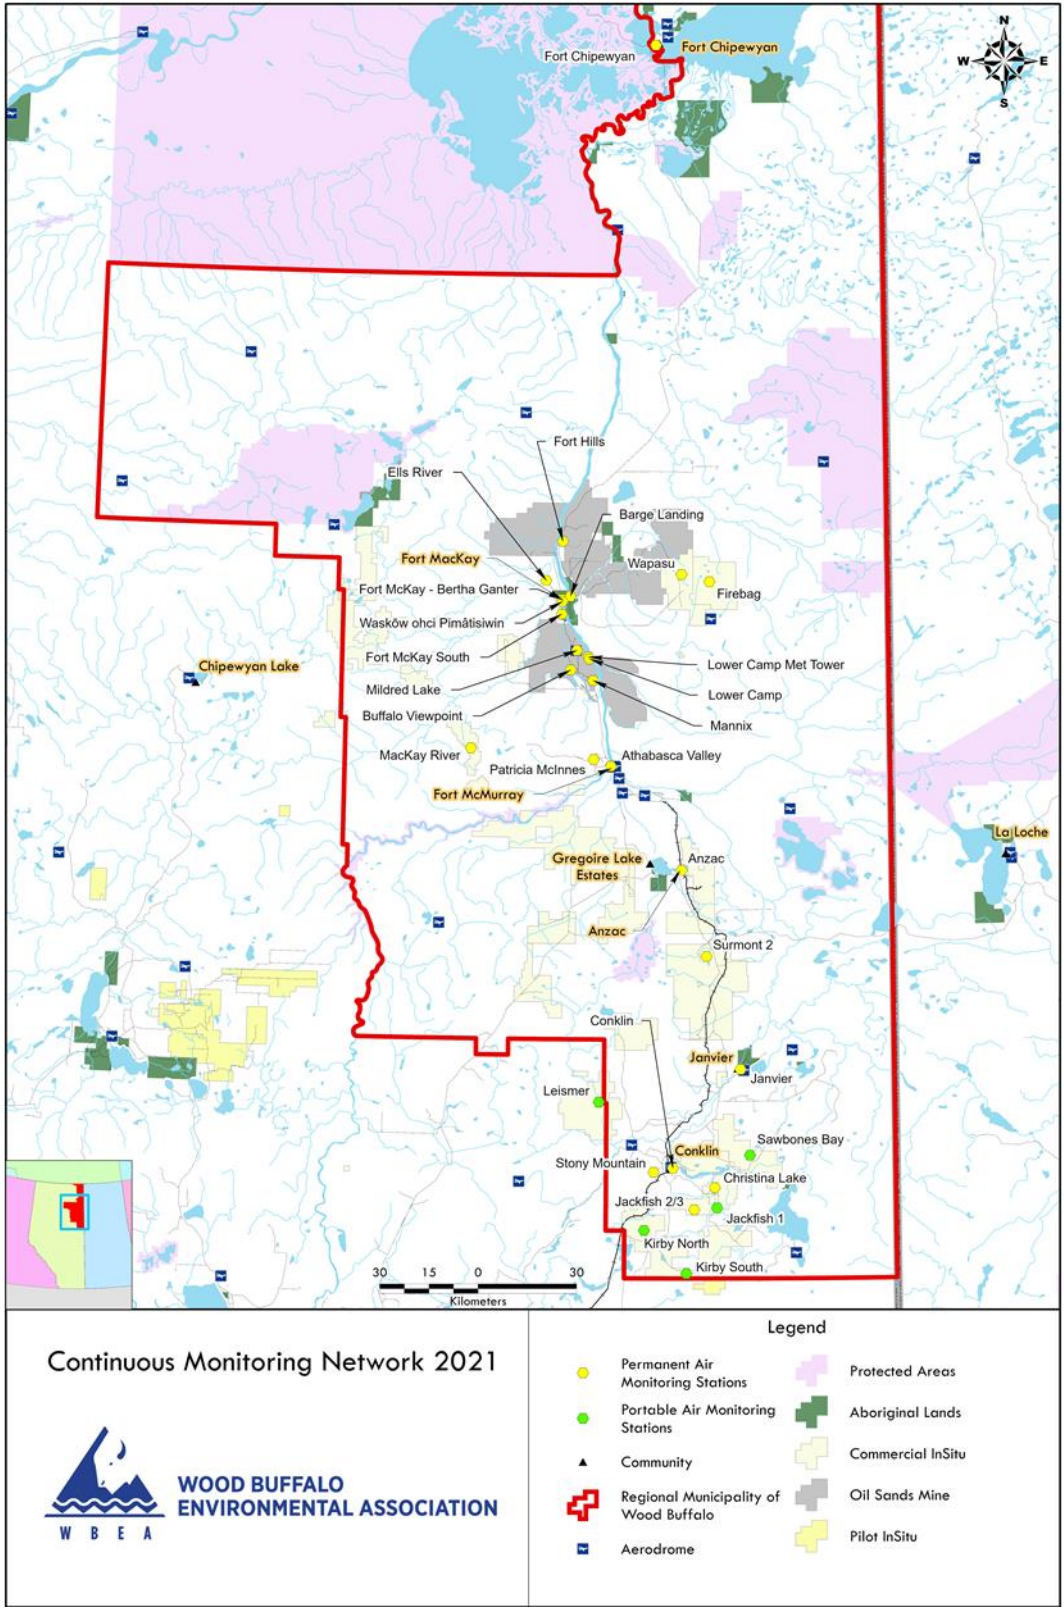 N
W E
S
Fort Chipewyan
Fort Chipewyan
Fort Hills
Ells River
Barge Landing
Fort MacKay
Wapasu
Fort McKay - Bertha Ganter
Firebag
Waskōw ohci Pimâtisiwin
Fort McKay South
Lower Camp Met Tower
Chipewyan Lake
Mildred Lake
Lower Camp
Buffalo Viewpoint
Mannix
MacKay River
Athabasca Valley
Patricia McInnes
Fort McMurray
La Loche
Gregoire Lake
Estates
Anzac
Anzac
Surmont 2
Conklin
Janvier
Janvier
Leismer
Sawbones Bay
Conklin
Stony Mountain
Christina Lake
Jackfish 2/3
Jackfish 1
Kirby North
Kirby South
30 15 0 30
Kilometers
Continuous Monitoring Network 2021
WOOD BUFFALO
ENVIRONMENTAL ASSOCIATION
W B E A
Legend
Permanent Air
Monitoring Stations
Portable Air Monitoring
Stations
Community
Regional Municipality of
Wood Buffalo
Aerodrome
Protected Areas
Aboriginal Lands
Commercial InSitu
Oil Sands Mine
Pilot InSitu